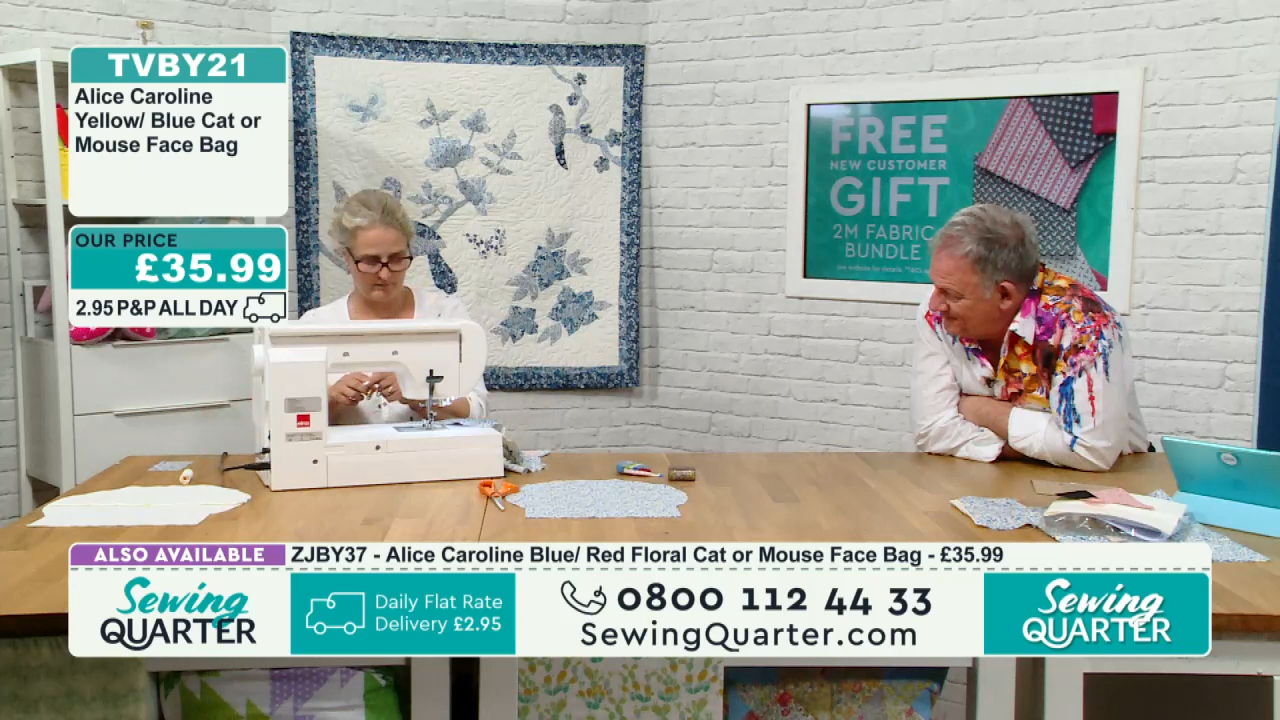 TVBY21
Alice Caroline
Yellow/ Blue Cat or
Mouse Face Bag
OUR PRICE
£35.99
2.95 P&P ALL DAY
FREE
NEW CUSTOMER
GIFT
2M FABRIC
BUNDLE
ALSO AVAILABLE
ZJBY37 - Alice Caroline Blue/ Red Floral Cat or Mouse Face Bag - £35.99
Sewing
QUARTER
Daily Flat Rate
Delivery £2.95
0800 112 44 33
SewingQuarter.com
Sewing
QUARTER